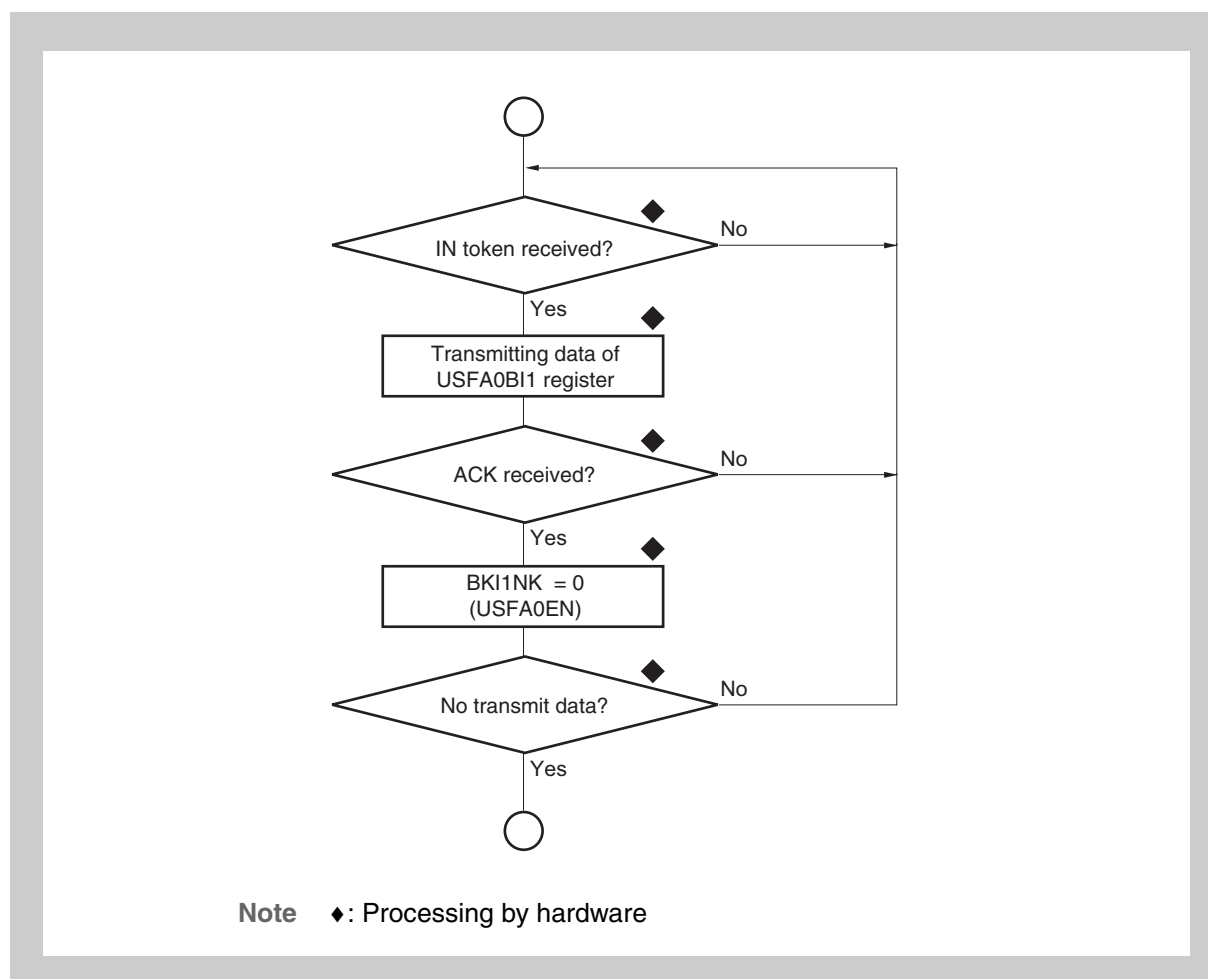 IN token received?
No
Yes
Transmitting data of
USFA0BI1 register
ACK received?
No
Yes
BKI1NK = 0
(USFA0EN)
No transmit data?
No
Yes
Note ♦: Processing by hardware